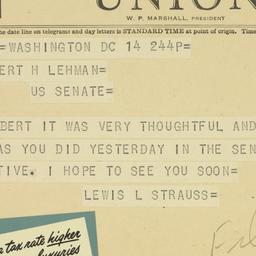 UNION
W. P. MARSHALL, PRESIDENT
he date line on telegrams and day letters is STANDARD TIME at point of origin. Time
=WASHINGTON DC 14 244P=
ERT H LEHMAN=
US SENATE=
BERT IT WAS VERY THOUGHTFUL AND
AS YOU DID YESTERDAY IN THE SEN
TIVE. I HOPE TO SEE YOU SOON=
LEWIS L STRAUSS=
a tax rate higher
luxuries